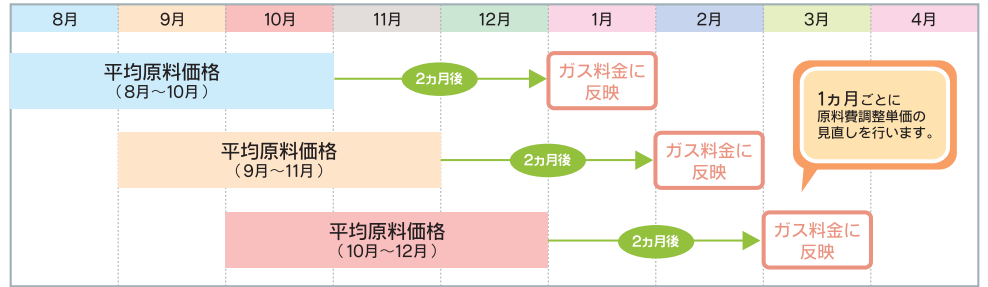 8月 9月 10月 11月 12月 1月 2月 3月 4月
平均原料価格
（8月～10月）
2ヵ月後
ガス料金に
反映
平均原料価格
（9月～11月）
2ヵ月後
ガス料金に
反映
平均原料価格
（10月～12月）
2ヵ月後
ガス料金に
反映
1ヵ月ごとに
原料費調整単価の
見直しを行います。